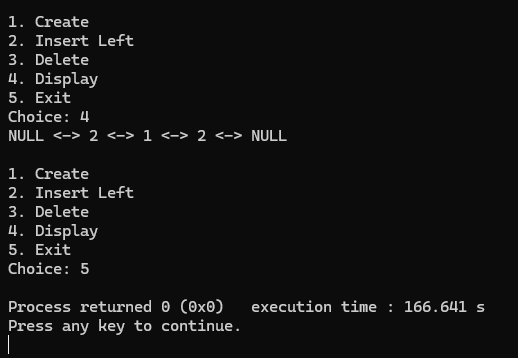 1. Create
2. Insert Left
3. Delete
4. Display
5. Exit
Choice: 4
NULL <-> 2 <-> 1 <-> 2 <-> NULL

1. Create
2. Insert Left
3. Delete
4. Display
5. Exit
Choice: 5

Process returned 0 (0x0)   execution time : 166.641 s
Press any key to continue.